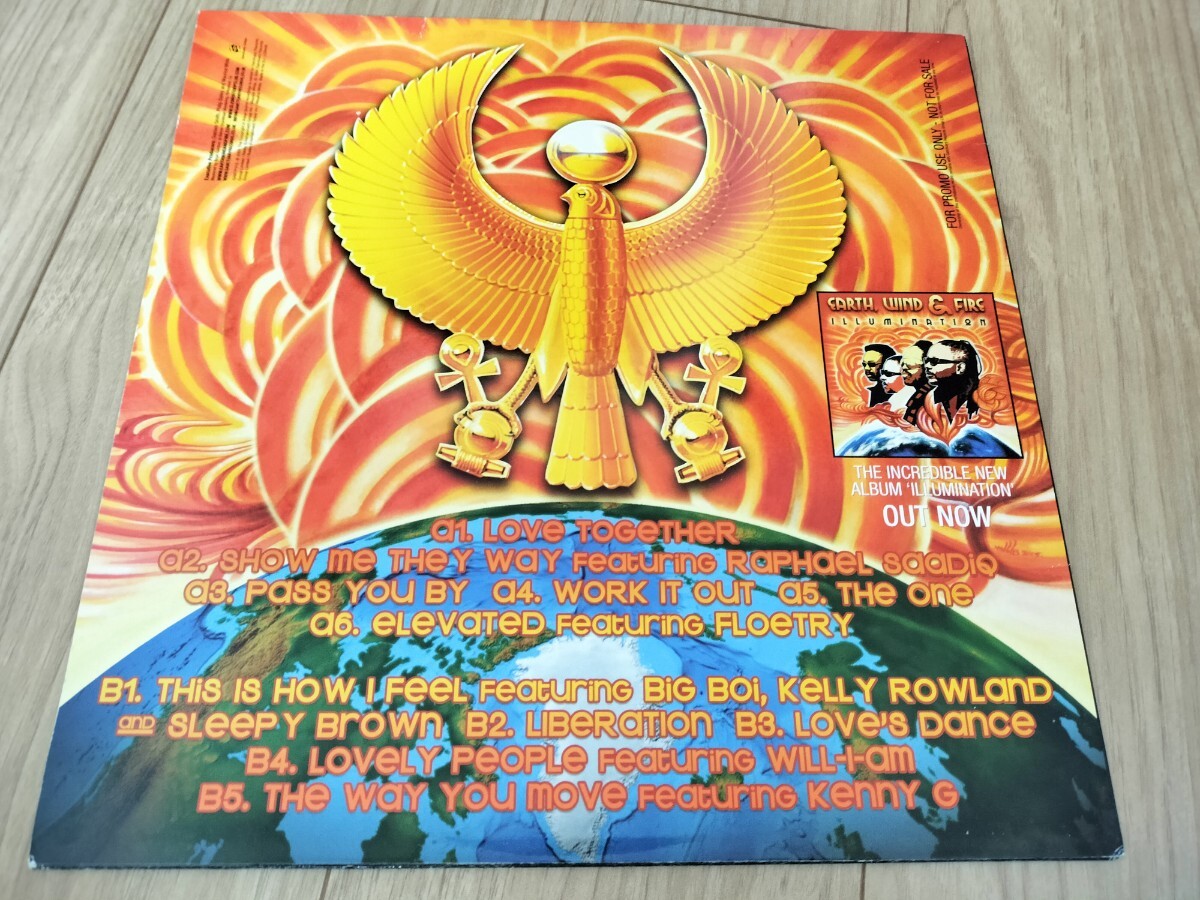 FOR PROMO USE ONLY - NOT FOR SALE
EARTH, WIND & FIRE
ILLUMINATION
THE INCREDIBLE NEW
ALBUM 'ILLUMINATION'
OUT NOW
a1. LOVE TOGETHER
a2. SHOW ME THEY WAY FEATURING RAPHAEL SAADIQ
a3. PASS YOU BY a4. WORK IT OUT a5. THE ONE
a6. ELEVATED FEATURING FLOETRY
B1. THIS IS HOW I FEEL FEATURING BIG BOI, KELLY ROWLAND
AND SLEEPY BROWN B2. LIBERATION B3. LOVE'S DANCE
B4. LOVELY PEOPLE FEATURING WILL-I-AM
B5. THE WAY YOU MOVE FEATURING KENNY G